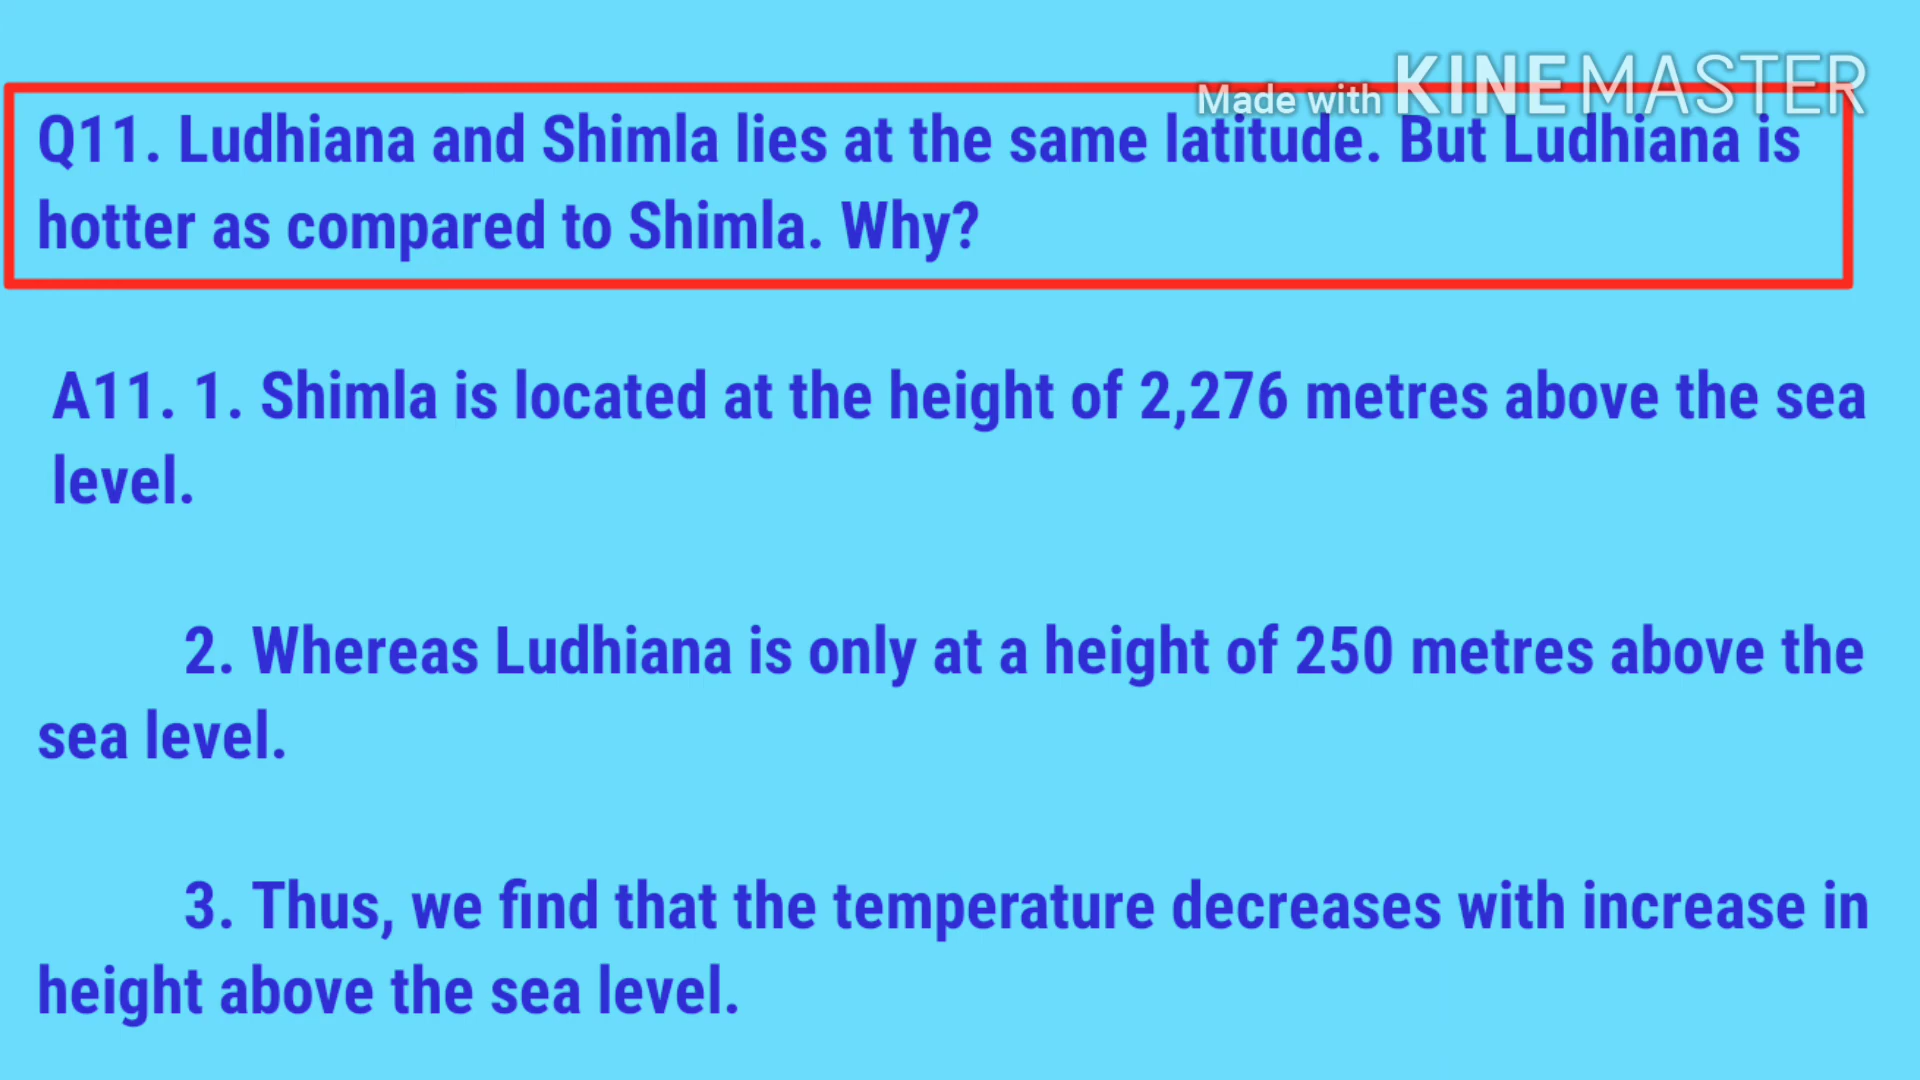 Made with KINEMASTER
Q11. Ludhiana and Shimla lies at the same latitude. But Ludhiana is
hotter as compared to Shimla. Why?
A11. 1. Shimla is located at the height of 2,276 metres above the sea
level.
2. Whereas Ludhiana is only at a height of 250 metres above the
sea level.
3. Thus, we find that the temperature decreases with increase in
height above the sea level.